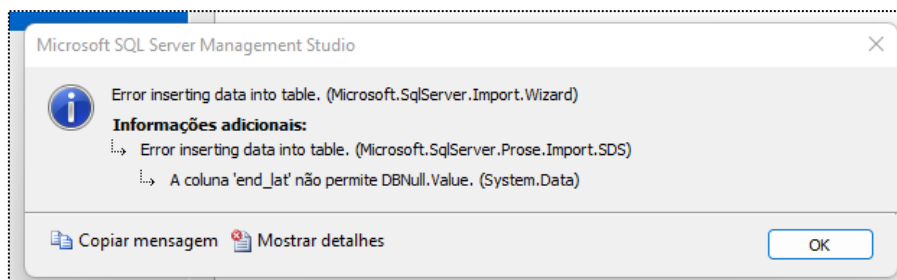 Microsoft SQL Server Management Studio
Error inserting data into table. (Microsoft.SqlServer.Import.Wizard)
Informações adicionais:
Error inserting data into table. (Microsoft.SqlServer.Prose.Import.SDS)
A coluna 'end_lat' não permite DBNull.Value. (System.Data)
Copiar mensagem Mostrar detalhes OK